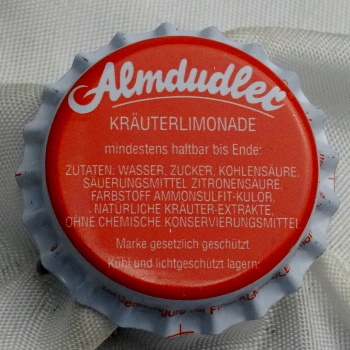 Almdudler
KRÄUTERLIMONADE
mindestens haltbar bis Ende:
ZUTATEN: WASSER, ZUCKER, KOHLENSÄURE,
SÄUERUNGSMITTEL ZITRONENSÄURE,
FARBSTOFF AMMONSULFIT-KULÖR,
NATÜRLICHE KRÄUTER-EXTRAKTE,
OHNE CHEMISCHE KONSERVIERUNGSMITTEL
Marke gesetzlich geschützt
Kühl und lichtgeschützt lagern: